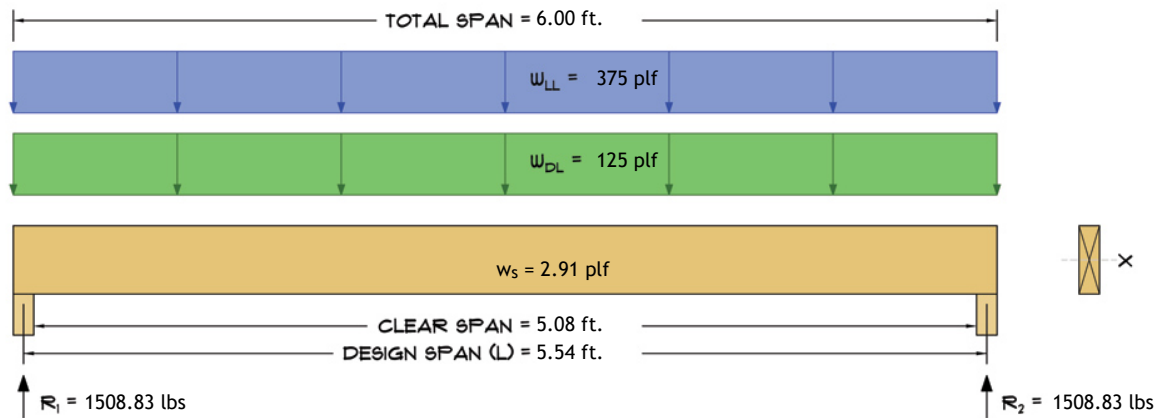 TOTAL SPAN = 6.00 ft.
WLL = 375 plf
WDL = 125 plf
ws = 2.91 plf
X
CLEAR SPAN = 5.08 ft.
DESIGN SPAN (L) = 5.54 ft.
R1 = 1508.83 lbs
R2 = 1508.83 lbs